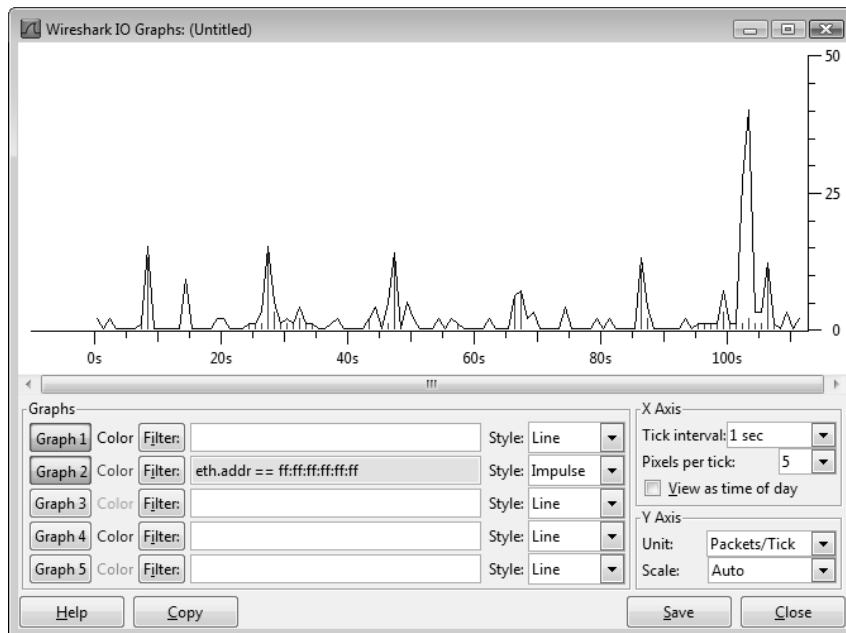 Wireshark IO Graphs: (Untitled)
50
25
0
0s 20s 40s 60s 80s 100s
Graphs
Graph 1 Color Filter: Style: Line
Graph 2 Color Filter: eth.addr == ff:ff:ff:ff:ff:ff Style: Impulse
Graph 3 Color Filter: Style: Line
Graph 4 Color Filter: Style: Line
Graph 5 Color Filter: Style: Line
X Axis
Tick interval: 1 sec
Pixels per tick: 5
View as time of day
Y Axis
Unit: Packets/Tick
Scale: Auto
Help Copy Save Close